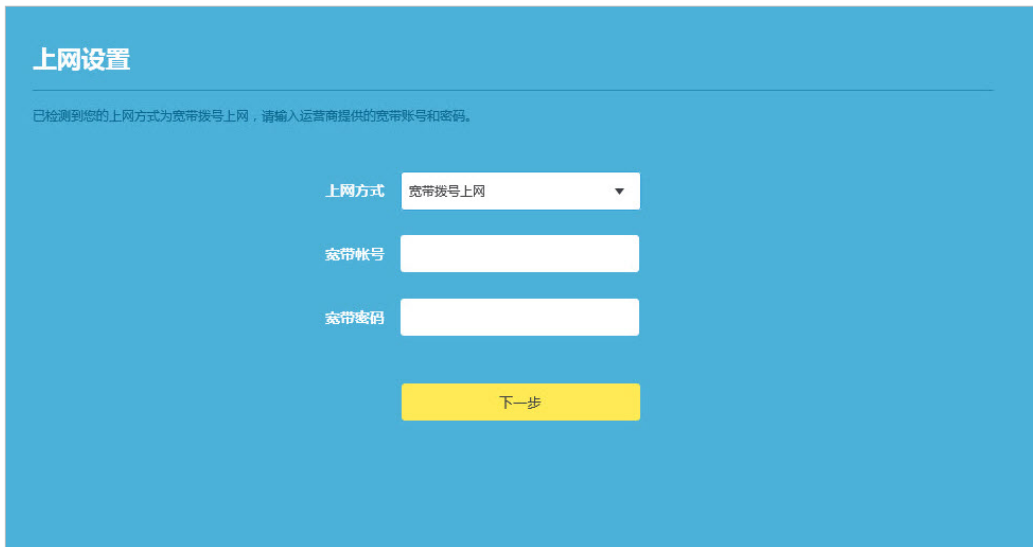 上网设置
已检测到您的上网方式为宽带拨号上网，请输入运营商提供的宽带账号和密码。
上网方式 宽带拨号上网
宽带帐号
宽带密码
下一步